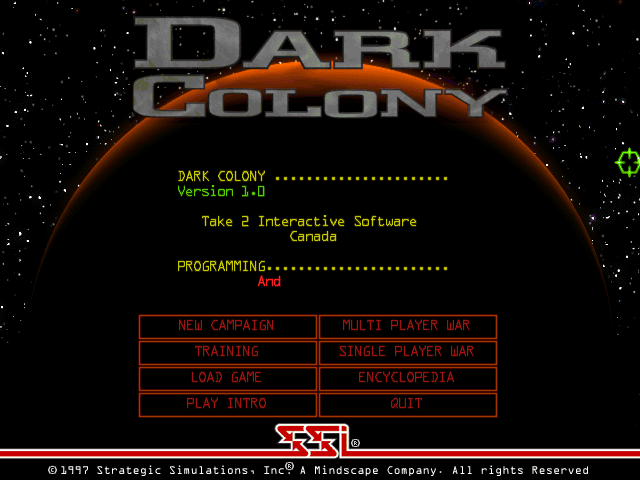 DARK
COLONY
DARK COLONY ......................
Version 1.0
Take 2 Interactive Software
Canada
PROGRAMMING.......................
And
NEW CAMPAIGN
MULTI PLAYER WAR
TRAINING
SINGLE PLAYER WAR
LOAD GAME
ENCYCLOPEDIA
PLAY INTRO
QUIT
SSI®
©1997 Strategic Simulations, Inc.® A Mindscape Company. All rights Reserved